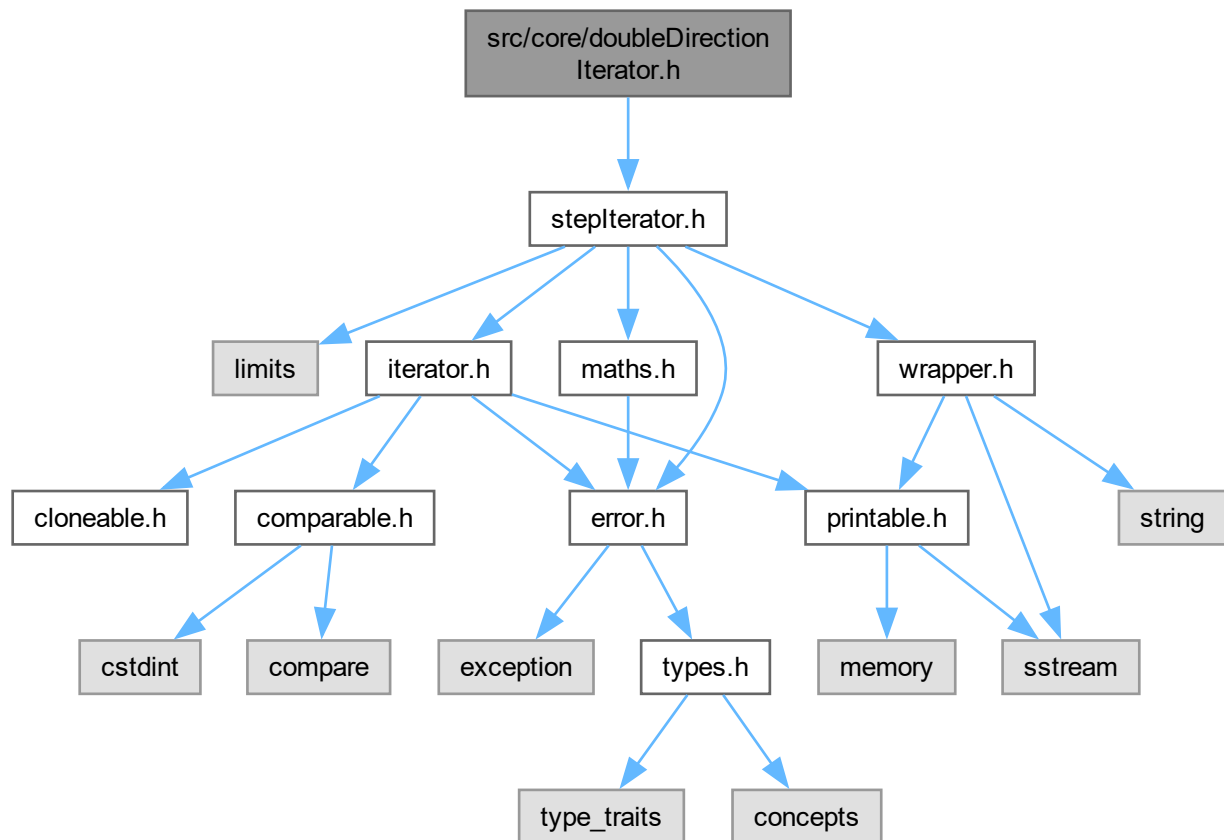 src/core/doubleDirection
Iterator.h
stepIterator.h
limits
iterator.h
maths.h
wrapper.h
cloneable.h
comparable.h
error.h
printable.h
string
cstdint
compare
exception
types.h
memory
sstream
type_traits
concepts